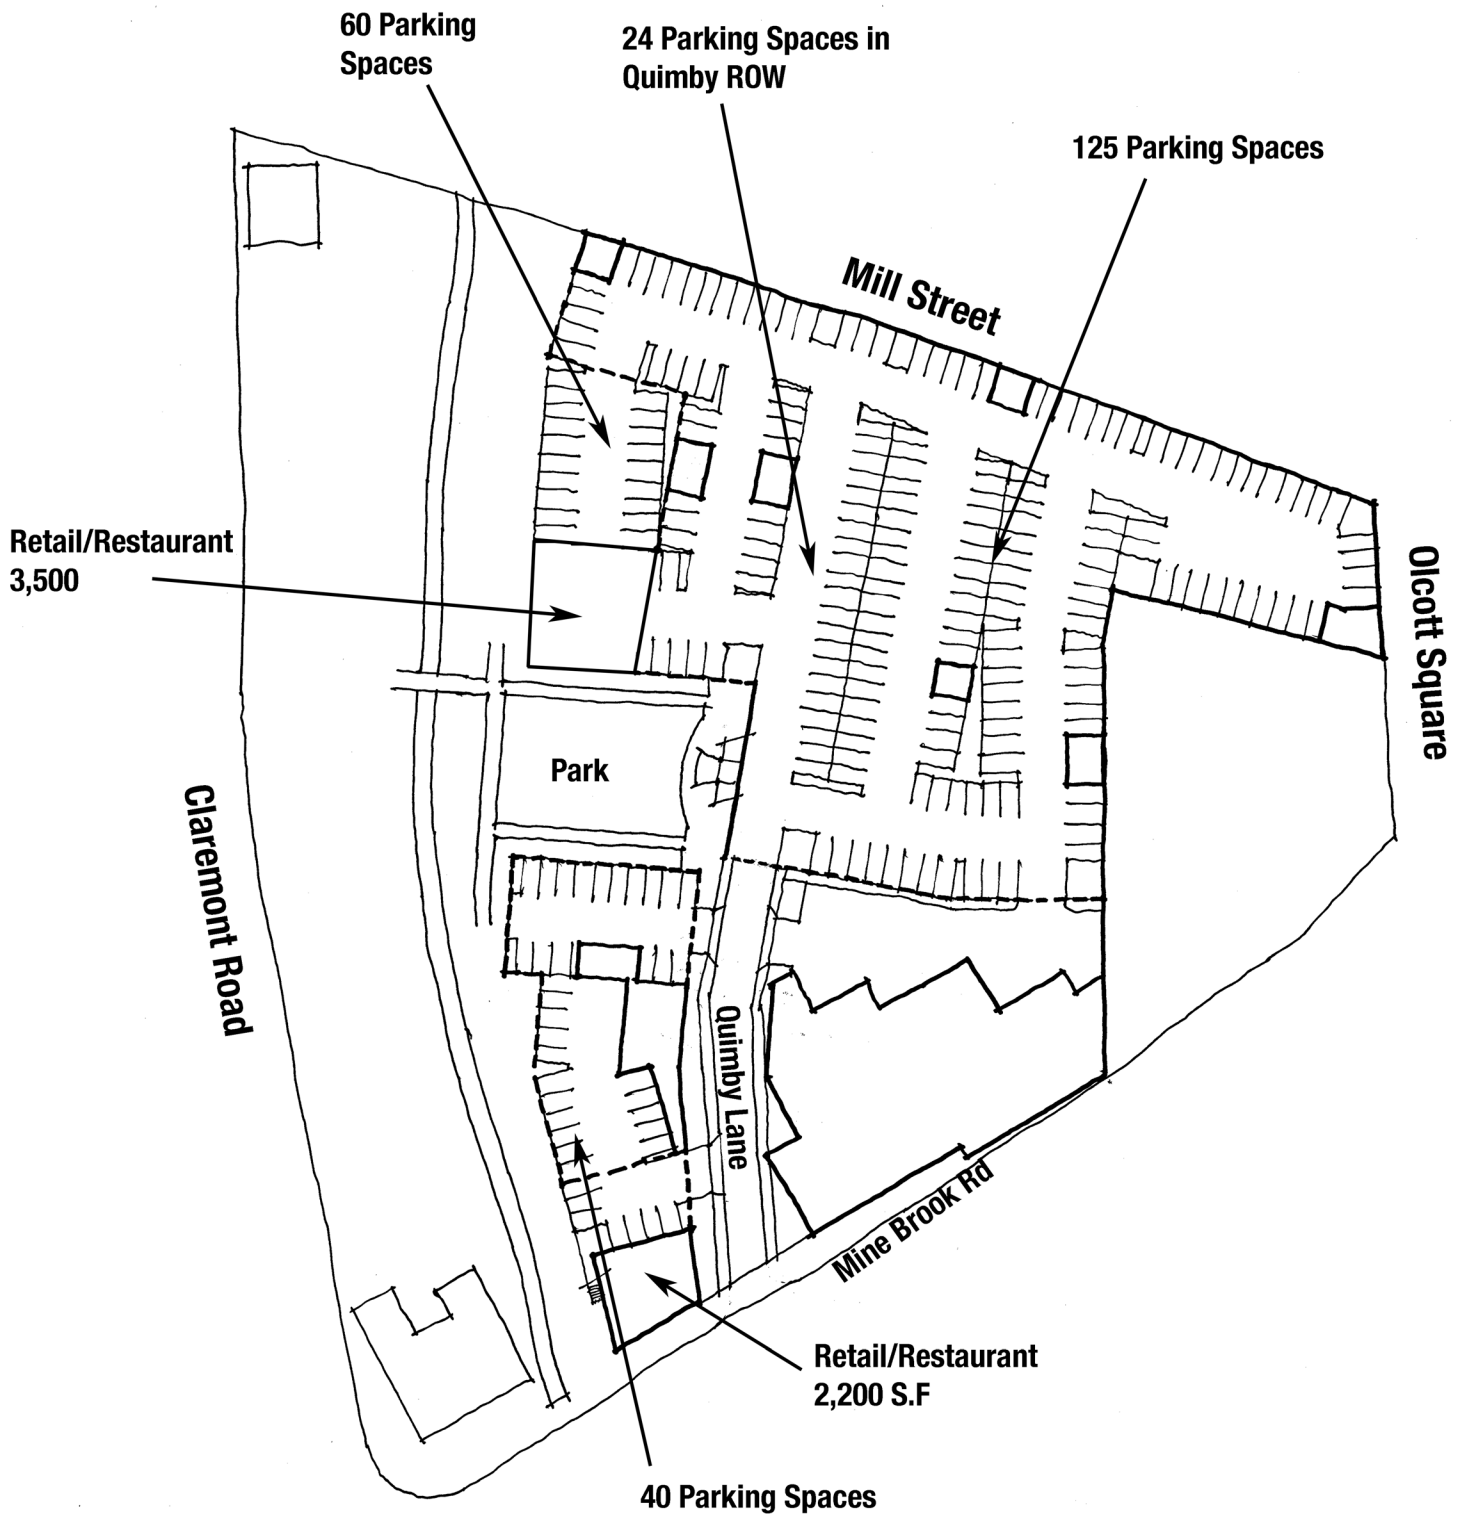 60 Parking
Spaces
24 Parking Spaces in
Quimby ROW
125 Parking Spaces
Mill Street
Retail/Restaurant
3,500
Olcott Square
Park
Claremont Road
Quimby Lane
Mine Brook Rd
Retail/Restaurant
2,200 S.F
40 Parking Spaces